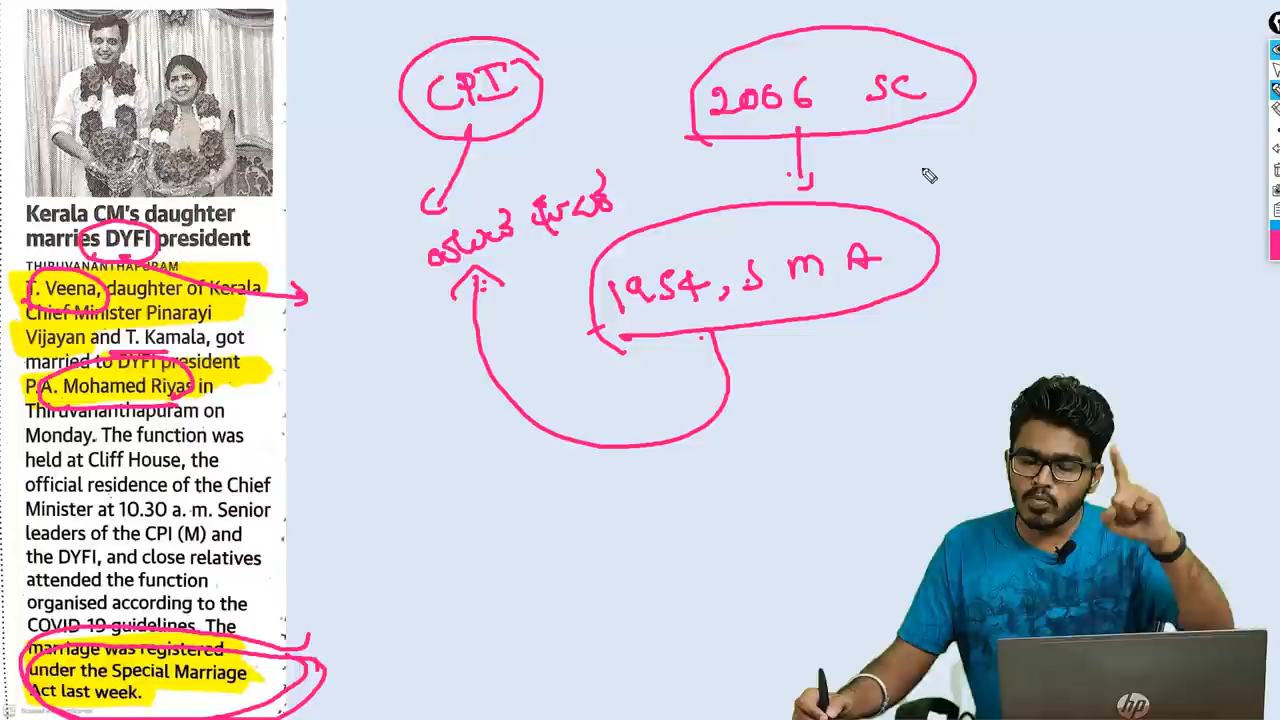 Kerala CM's daughter
marries DYFI president
THIRUVANANTHAPURAM
T. Veena, daughter of Kerala
Chief Minister Pinarayi
Vijayan and T. Kamala, got
married to DYFI president
P.A. Mohamed Riyas in
Thiruvananthapuram on
Monday. The function was
held at Cliff House, the
official residence of the Chief
Minister at 10.30 a. m. Senior
leaders of the CPI (M) and
the DYFI, and close relatives
attended the function
organised according to the
COVID-19 guidelines. The
marriage was registered
under the Special Marriage
Act last week.
CPI
2006 SC
1954, S M A
hp